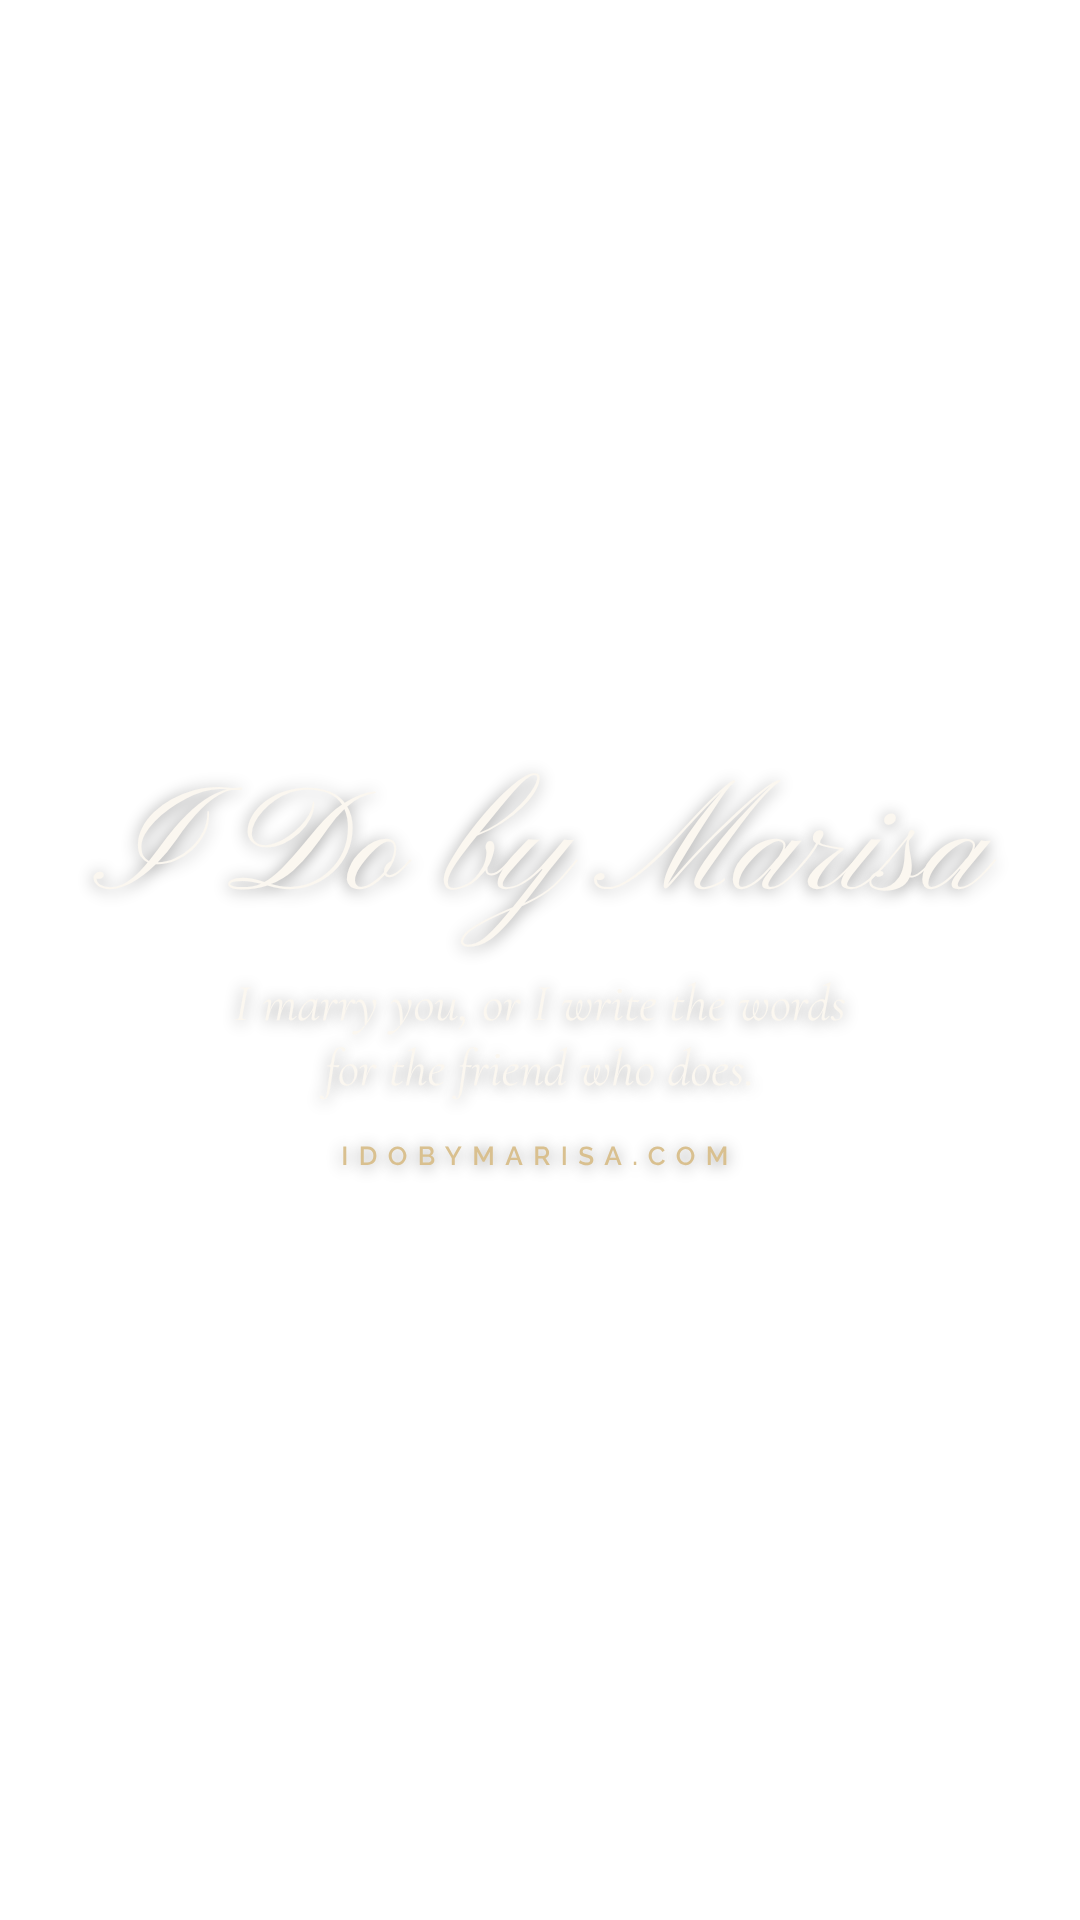 I Do by Marisa
I marry you, or I write the words
for the friend who does.
IDOBYMARISA.COM